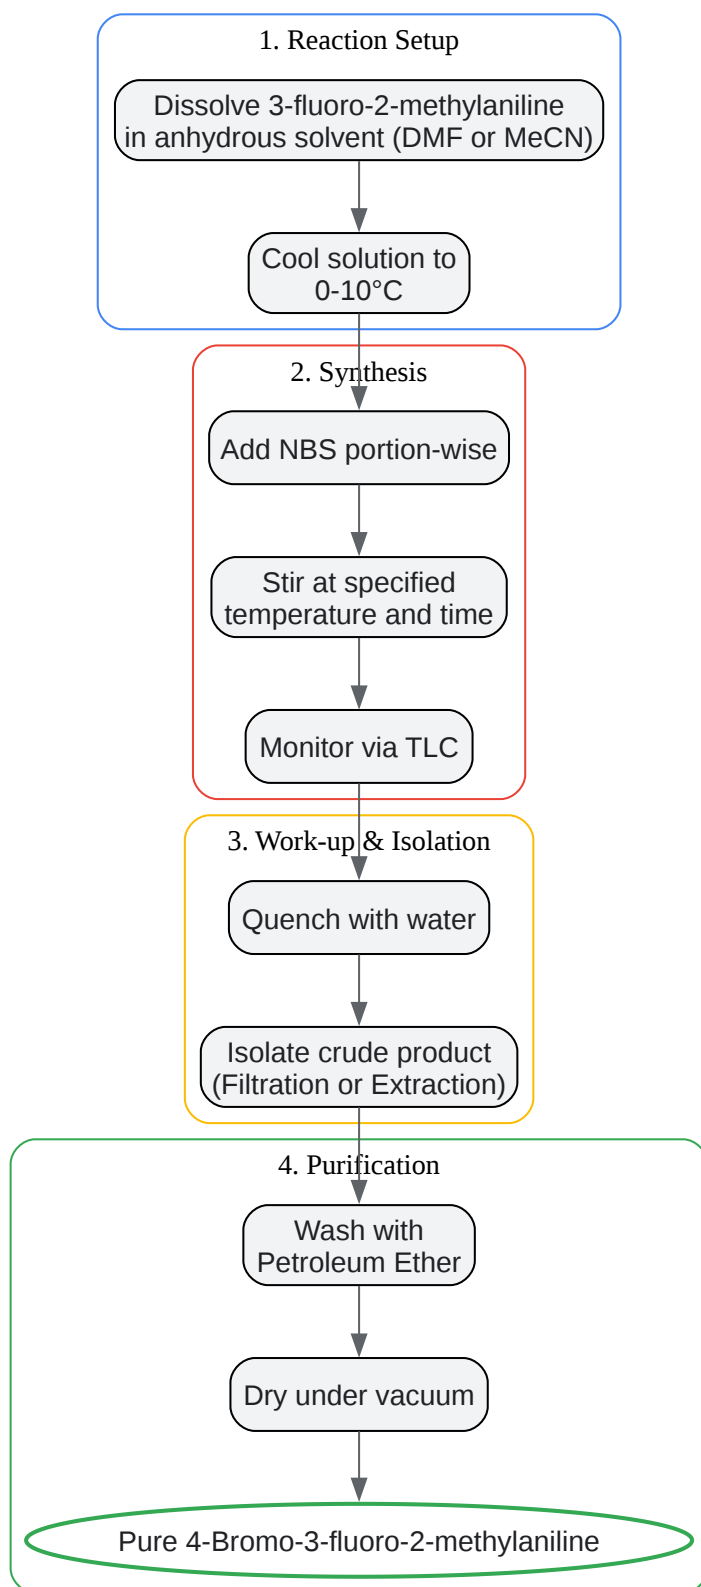 1. Reaction Setup
Dissolve 3-fluoro-2-methylaniline
in anhydrous solvent (DMF or MeCN)
Cool solution to
0-10°C
2. Synthesis
Add NBS portion-wise
Stir at specified
temperature and time
Monitor via TLC
3. Work-up & Isolation
Quench with water
Isolate crude product
(Filtration or Extraction)
4. Purification
Wash with
Petroleum Ether
Dry under vacuum
Pure 4-Bromo-3-fluoro-2-methylaniline